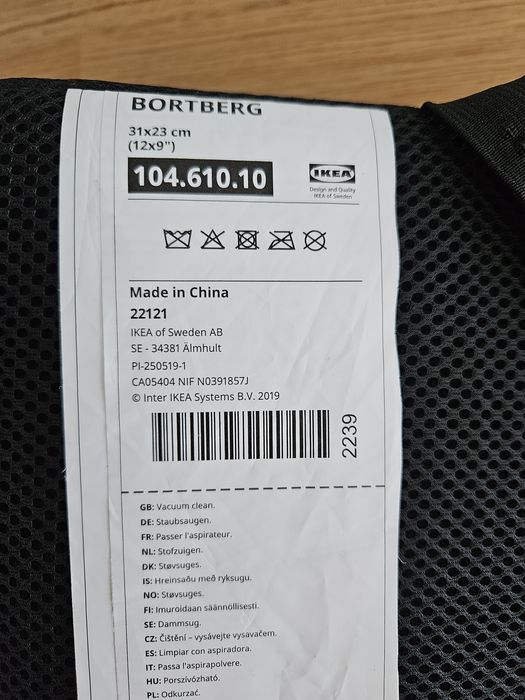 BORTBERG
31x23 cm
(12x9")
104.610.10
IKEA
Design and Quality
IKEA of Sweden
Made in China
22121
IKEA of Sweden AB
SE - 34381 Älmhult
PI-250519-1
CA05404 NIF N0391857J
© Inter IKEA Systems B.V. 2019
2239
GB: Vacuum clean.
DE: Staubsaugen.
FR: Passer l'aspirateur.
NL: Stofzuigen.
DK: Støvsuges.
IS: Hreinsaðu með ryksugu.
NO: Støvsuges.
FI: Imuroidaan säännöllisesti.
SE: Dammsug.
CZ: Čištění – vysávejte vysavačem.
ES: Limpiar con aspiradora.
IT: Passa l'aspirapolvere.
HU: Porszívózható.
PL: Odkurzać.